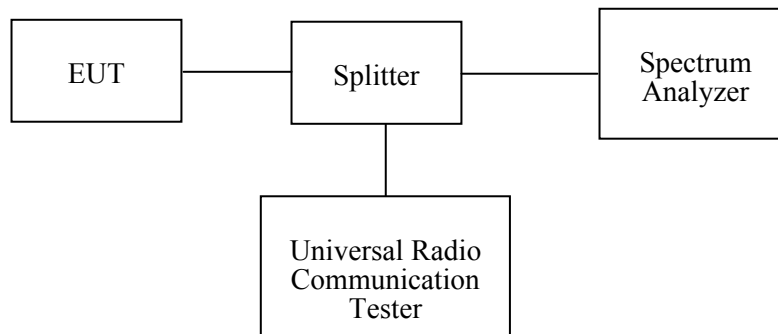 EUT
Splitter
Spectrum
Analyzer
Universal Radio
Communication
Tester